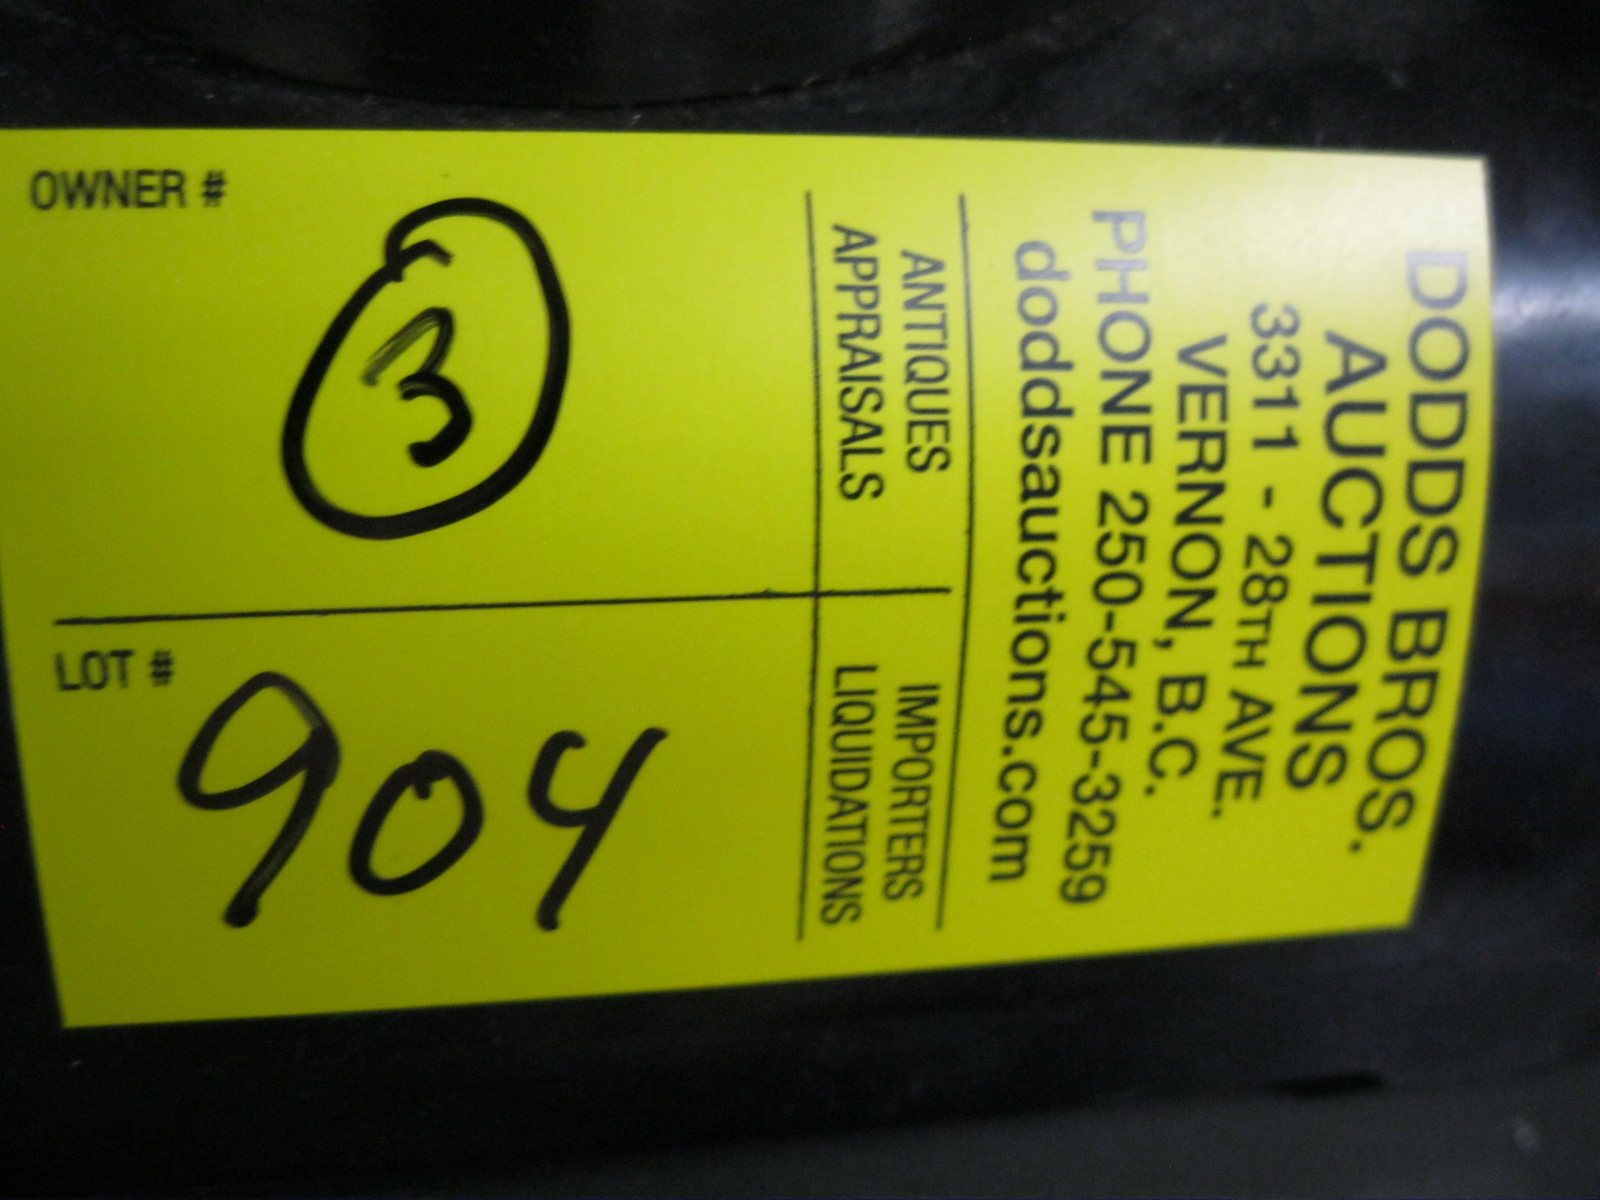 DODDS BROS.
AUCTIONS
3311 - 28TH AVE.
VERNON, B.C.
PHONE 250-545-3259
doddsauctions.com
ANTIQUES
APPRAISALS
IMPORTERS
LIQUIDATIONS
OWNER #
3
LOT #
904